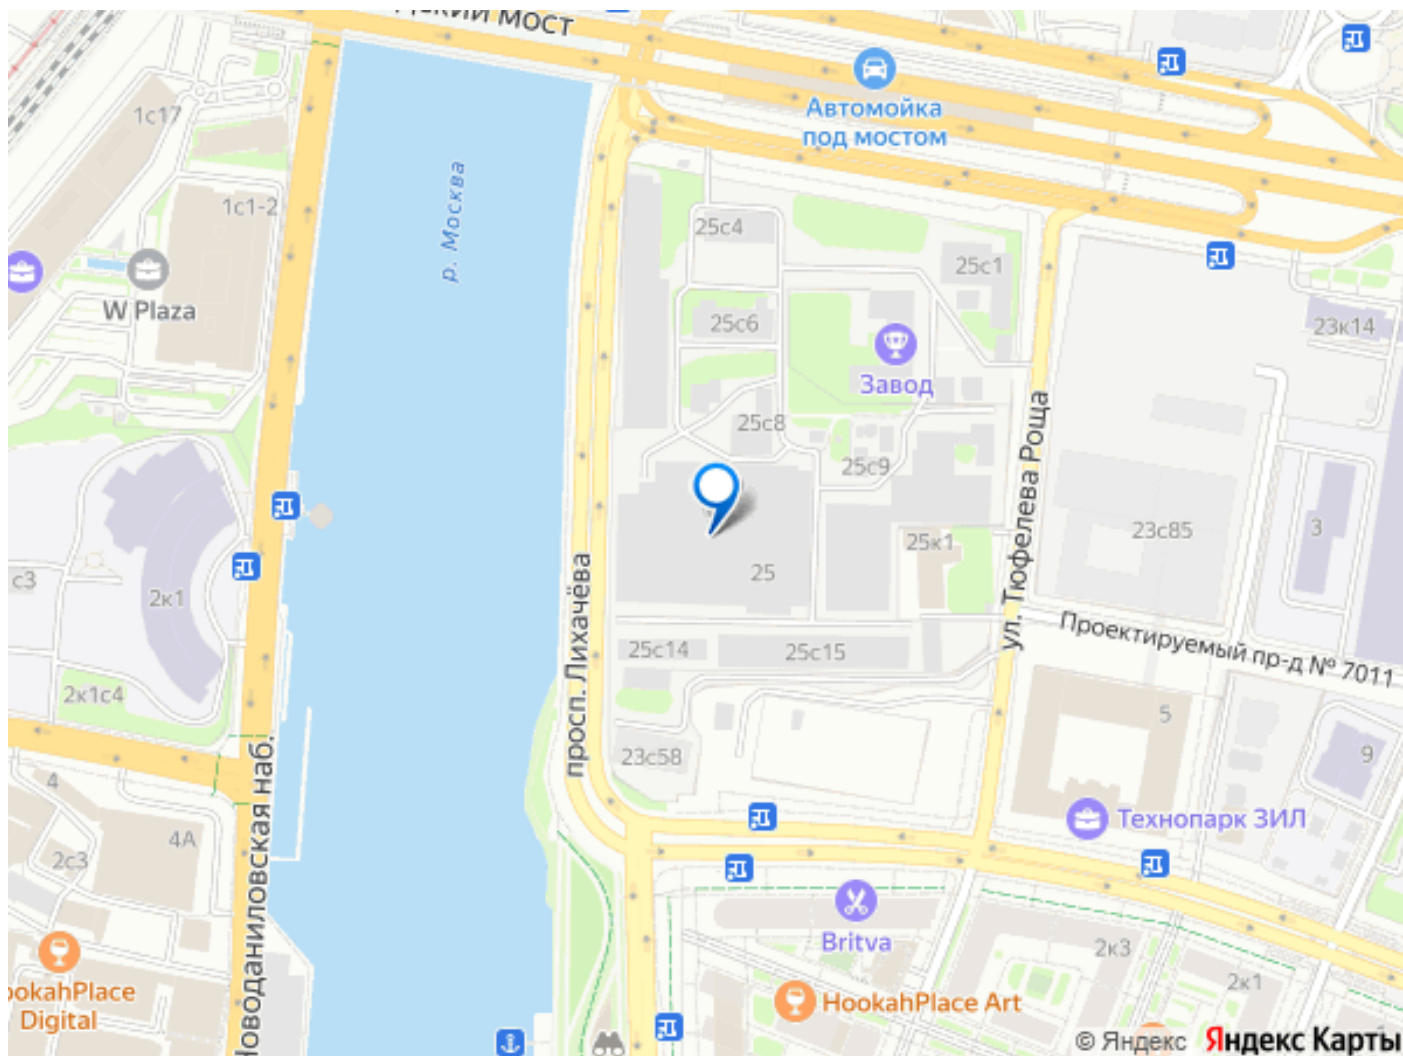 мост
Автомойка
под мостом
1с17
1с1-2
W Plaza
р. Москва
25с4
25с1
25с6
Завод
23к14
25с8
25с9
25к1
25
23с85
3
ул. Тюфелева Роща
просп. Лихачёва
Проектируемый пр-д № 7011
с3
2к1
2к1с4
25с14
25с15
23с58
5
9
4
4А
2с3
Новоданиловская наб.
Технопарк ЗИЛ
Britva
2к3
2к1
HookahPlace
Digital
HookahPlace Art
© Яндекс Яндекс Карты